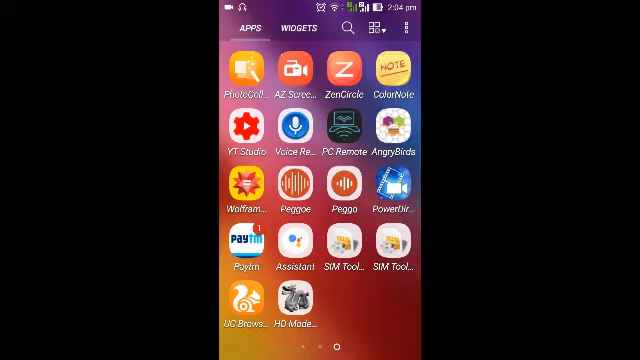 2:04 pm
APPS WIDGETS
NOTE
PhotoColl... AZ Scree... ZenCircle ColorNote
YT Studio Voice Re... PC Remote AngryBirds
Wolfram... Peggoe Peggo PowerDir...
Paytm 1
Paytm Assistant SIM Tool... SIM Tool...
UC Brows... HD Mode...